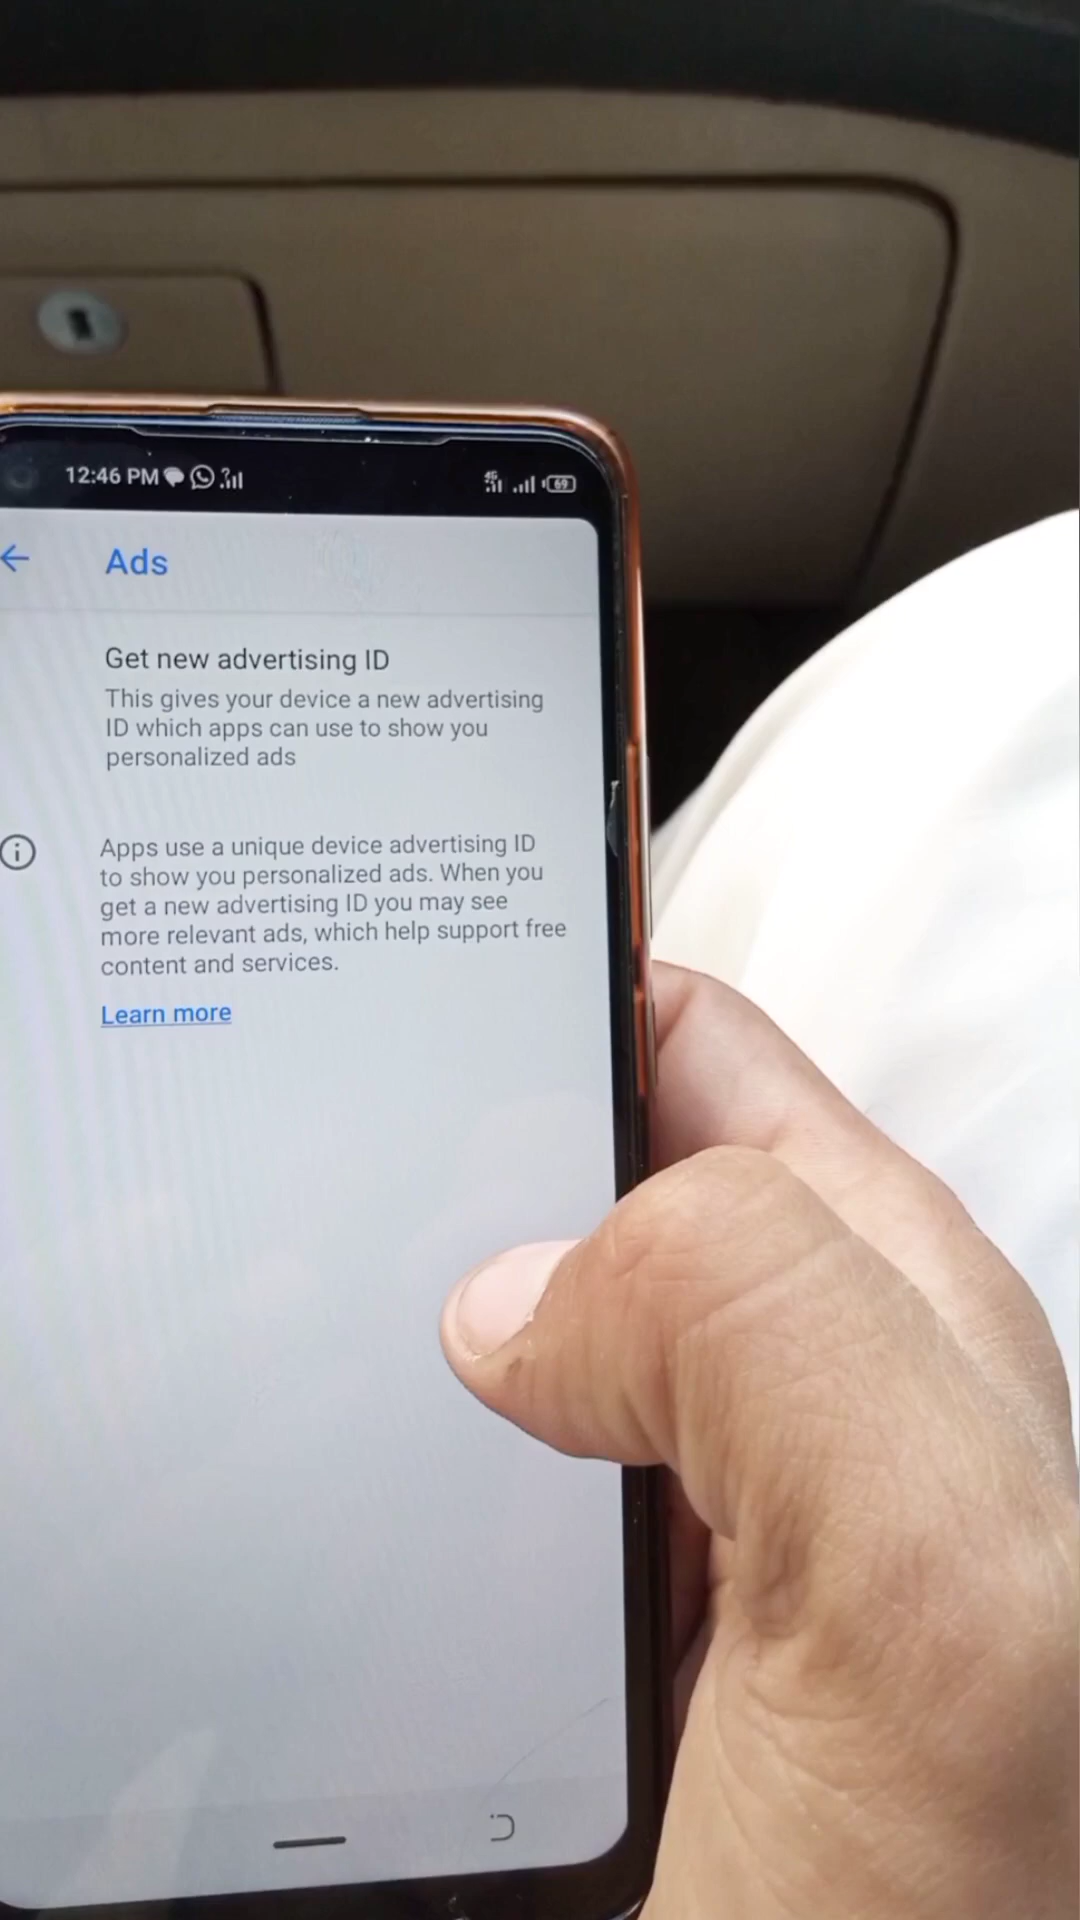 12:46 PM
4G
69
Ads
Get new advertising ID
This gives your device a new advertising
ID which apps can use to show you
personalized ads
Apps use a unique device advertising ID
to show you personalized ads. When you
get a new advertising ID you may see
more relevant ads, which help support free
content and services.
Learn more